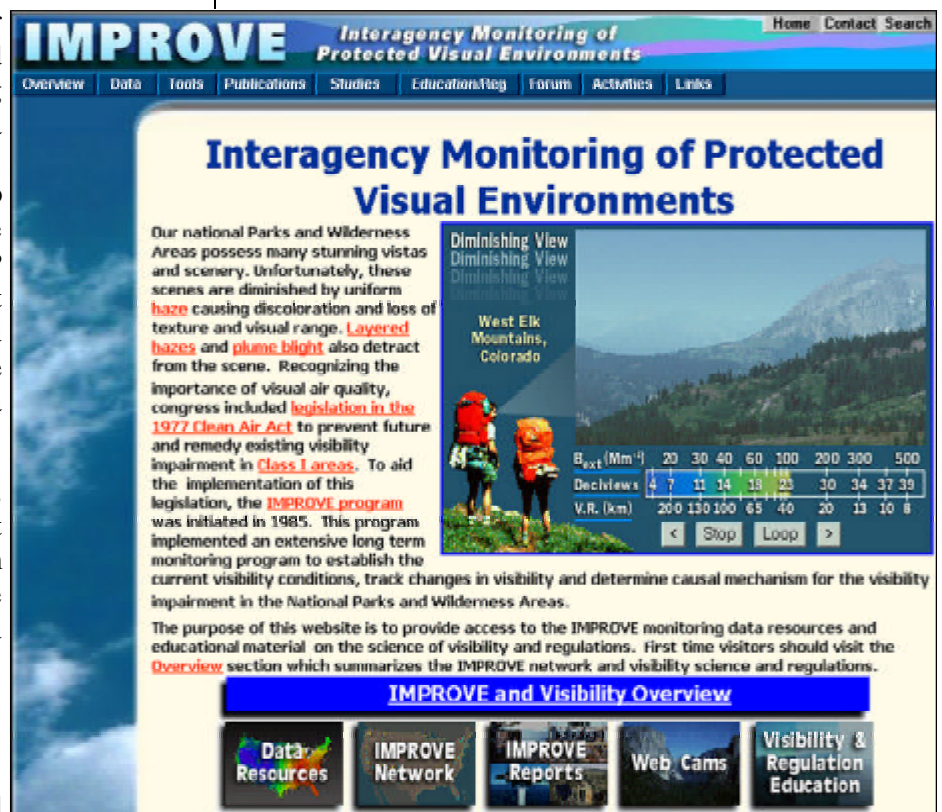 IMPROVE
Interagency Monitoring of
Protected Visual Environments
Home Contact Search
Overview Data Tools Publications Studies Education/Reg Forum Activities Links
Interagency Monitoring of Protected
Visual Environments
Our national Parks and Wilderness
Areas possess many stunning vistas
and scenery. Unfortunately, these
scenes are diminished by uniform
haze causing discoloration and loss of
texture and visual range. Layered
hazes and plume blight also detract
from the scene. Recognizing the
importance of visual air quality,
congress included legislation in the
1977 Clean Air Act to prevent future
and remedy existing visibility
impairment in Class I areas. To aid
the implementation of this
legislation, the IMPROVE program
was initiated in 1985. This program
implemented an extensive long term
monitoring program to establish the
current visibility conditions, track changes in visibility and determine causal mechanism for the visibility
impairment in the National Parks and Wilderness Areas.
Diminishing View
Diminishing View
Diminishing View
Diminishing View
West Elk
Mountains,
Colorado
Bext(Mm-1) 20 30 40 60 100 200 300 500
Deciviews 4 7 11 14 18 23 30 34 37 39
V.R. (km) 200 130 100 65 40 20 13 10 8
< Stop Loop >
The purpose of this website is to provide access to the IMPROVE monitoring data resources and
educational material on the science of visibility and regulations. First time visitors should visit the
Overview section which summarizes the IMPROVE network and visibility science and regulations.
IMPROVE and Visibility Overview
Data
Resources
IMPROVE
Network
IMPROVE
Reports
Web Cams
Visibility &
Regulation
Education